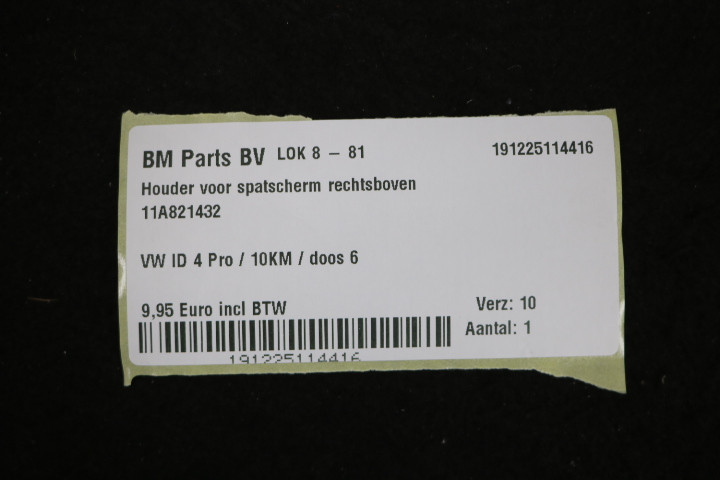 BM Parts BV LOK 8 – 81 191225114416
Houder voor spatscherm rechtsboven
11A821432
VW ID 4 Pro / 10KM / doos 6
9,95 Euro incl BTW Verz: 10
Aantal: 1
191225114416